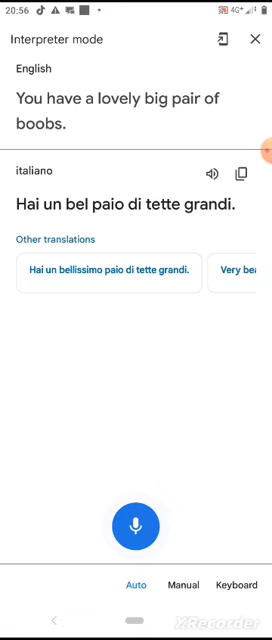 20:56
4G+
Interpreter mode
English
You have a lovely big pair of
boobs.
italiano
Hai un bel paio di tette grandi.
Other translations
Hai un bellissimo paio di tette grandi.
Very bea
Auto
Manual
Keyboard
XRecorder